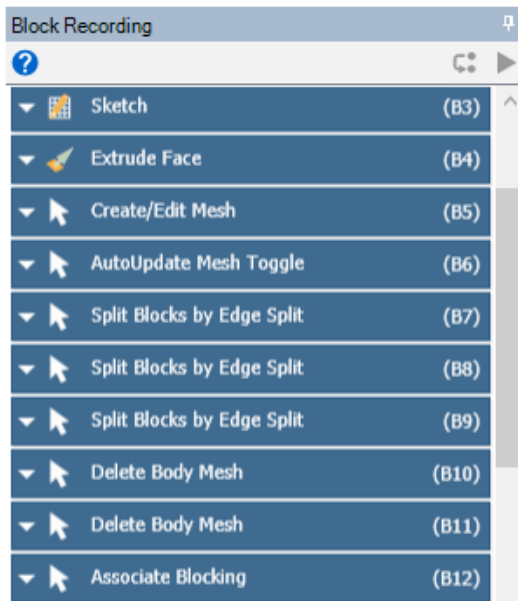 Block Recording
Sketch (B3)
Extrude Face (B4)
Create/Edit Mesh (B5)
AutoUpdate Mesh Toggle (B6)
Split Blocks by Edge Split (B7)
Split Blocks by Edge Split (B8)
Split Blocks by Edge Split (B9)
Delete Body Mesh (B10)
Delete Body Mesh (B11)
Associate Blocking (B12)